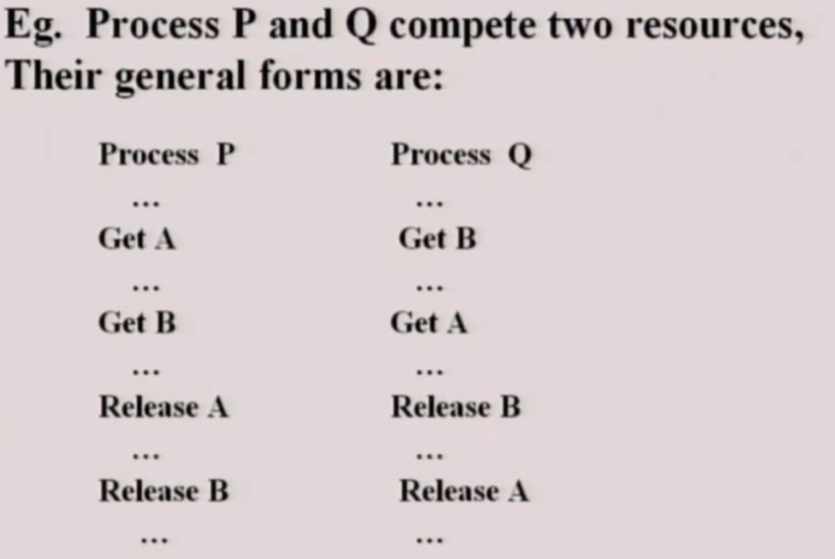 Eg. Process P and Q compete two resources,
Their general forms are:
Process P Process Q
... ...
Get A Get B
... ...
Get B Get A
... ...
Release A Release B
... ...
Release B Release A
... ...